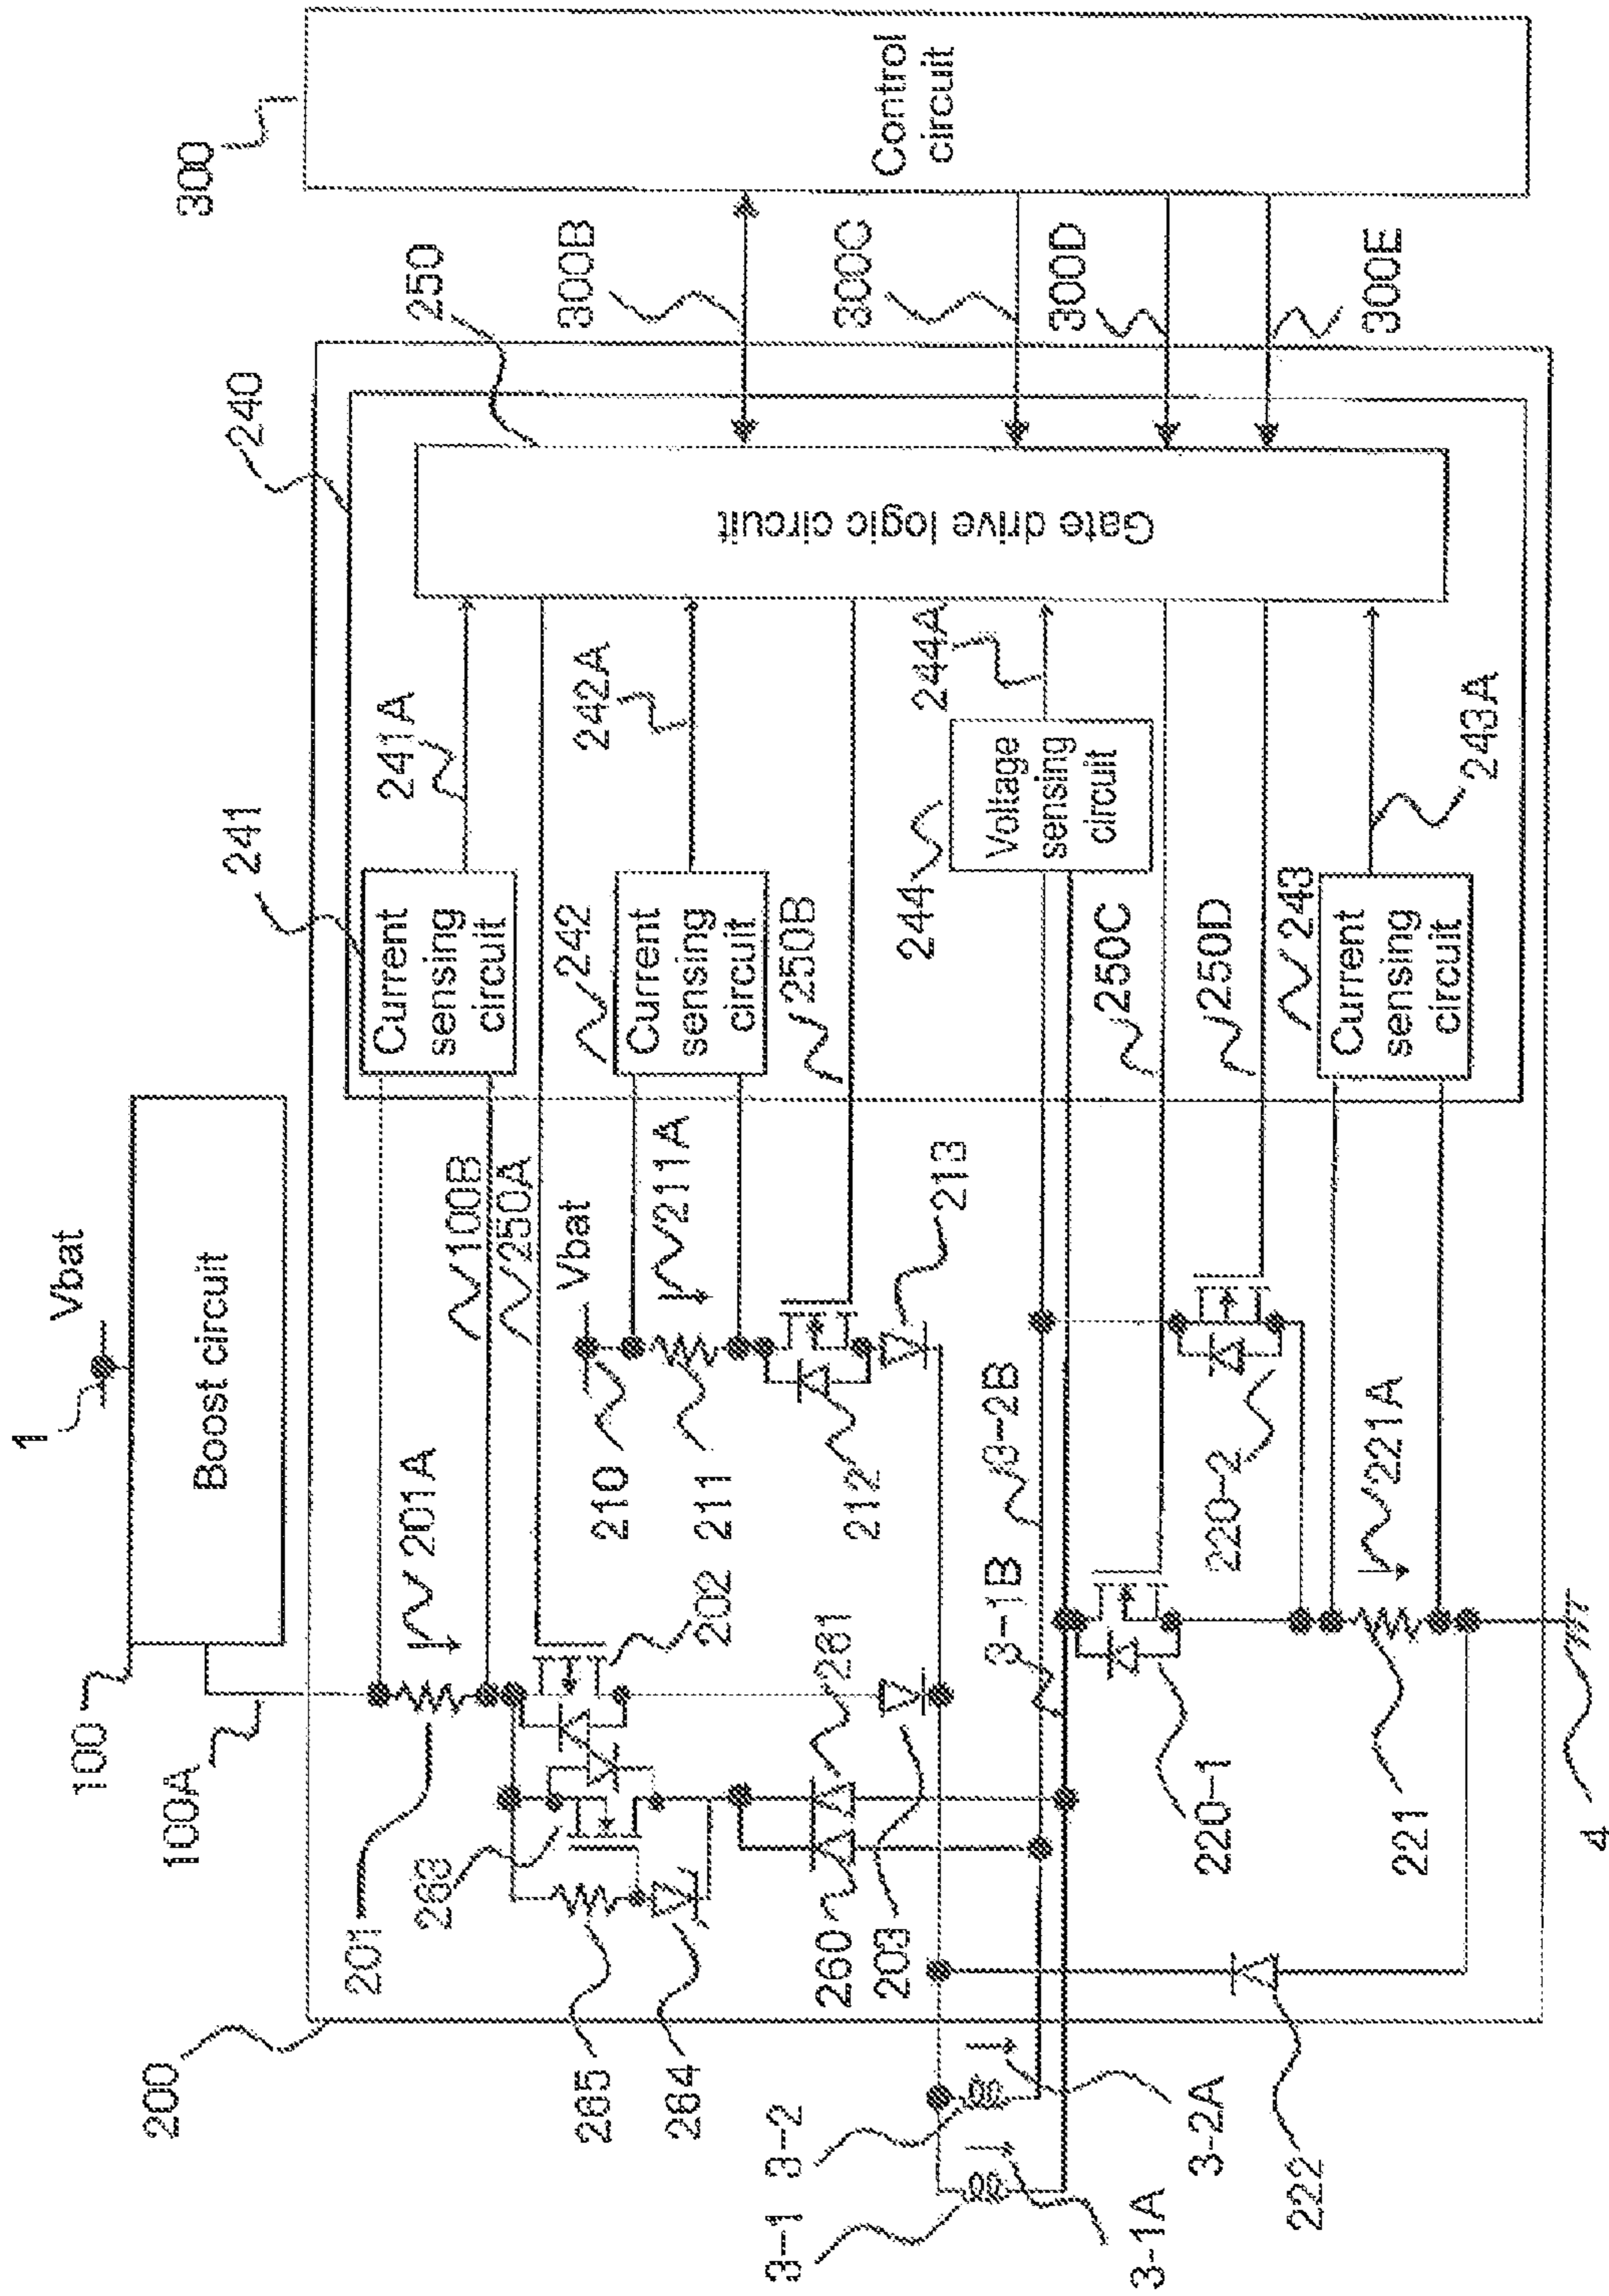 1
Vbat
100
Boost circuit
100A
300
Control
circuit
200
201
201A
100B
250A
241
Current
sensing
circuit
241A
240
250
Gate drive logic circuit
300B
300C
300D
300E
202
210
Vbat
211
211A
242
Current
sensing
circuit
242A
212
213
250B
265
264
260
261
203
3-1B
3-2B
244
Voltage
sensing
circuit
244A
250C
250D
243
Current
sensing
circuit
243A
3-1
3-2
3-1A
3-2A
222
220-1
220-2
221
221A
4